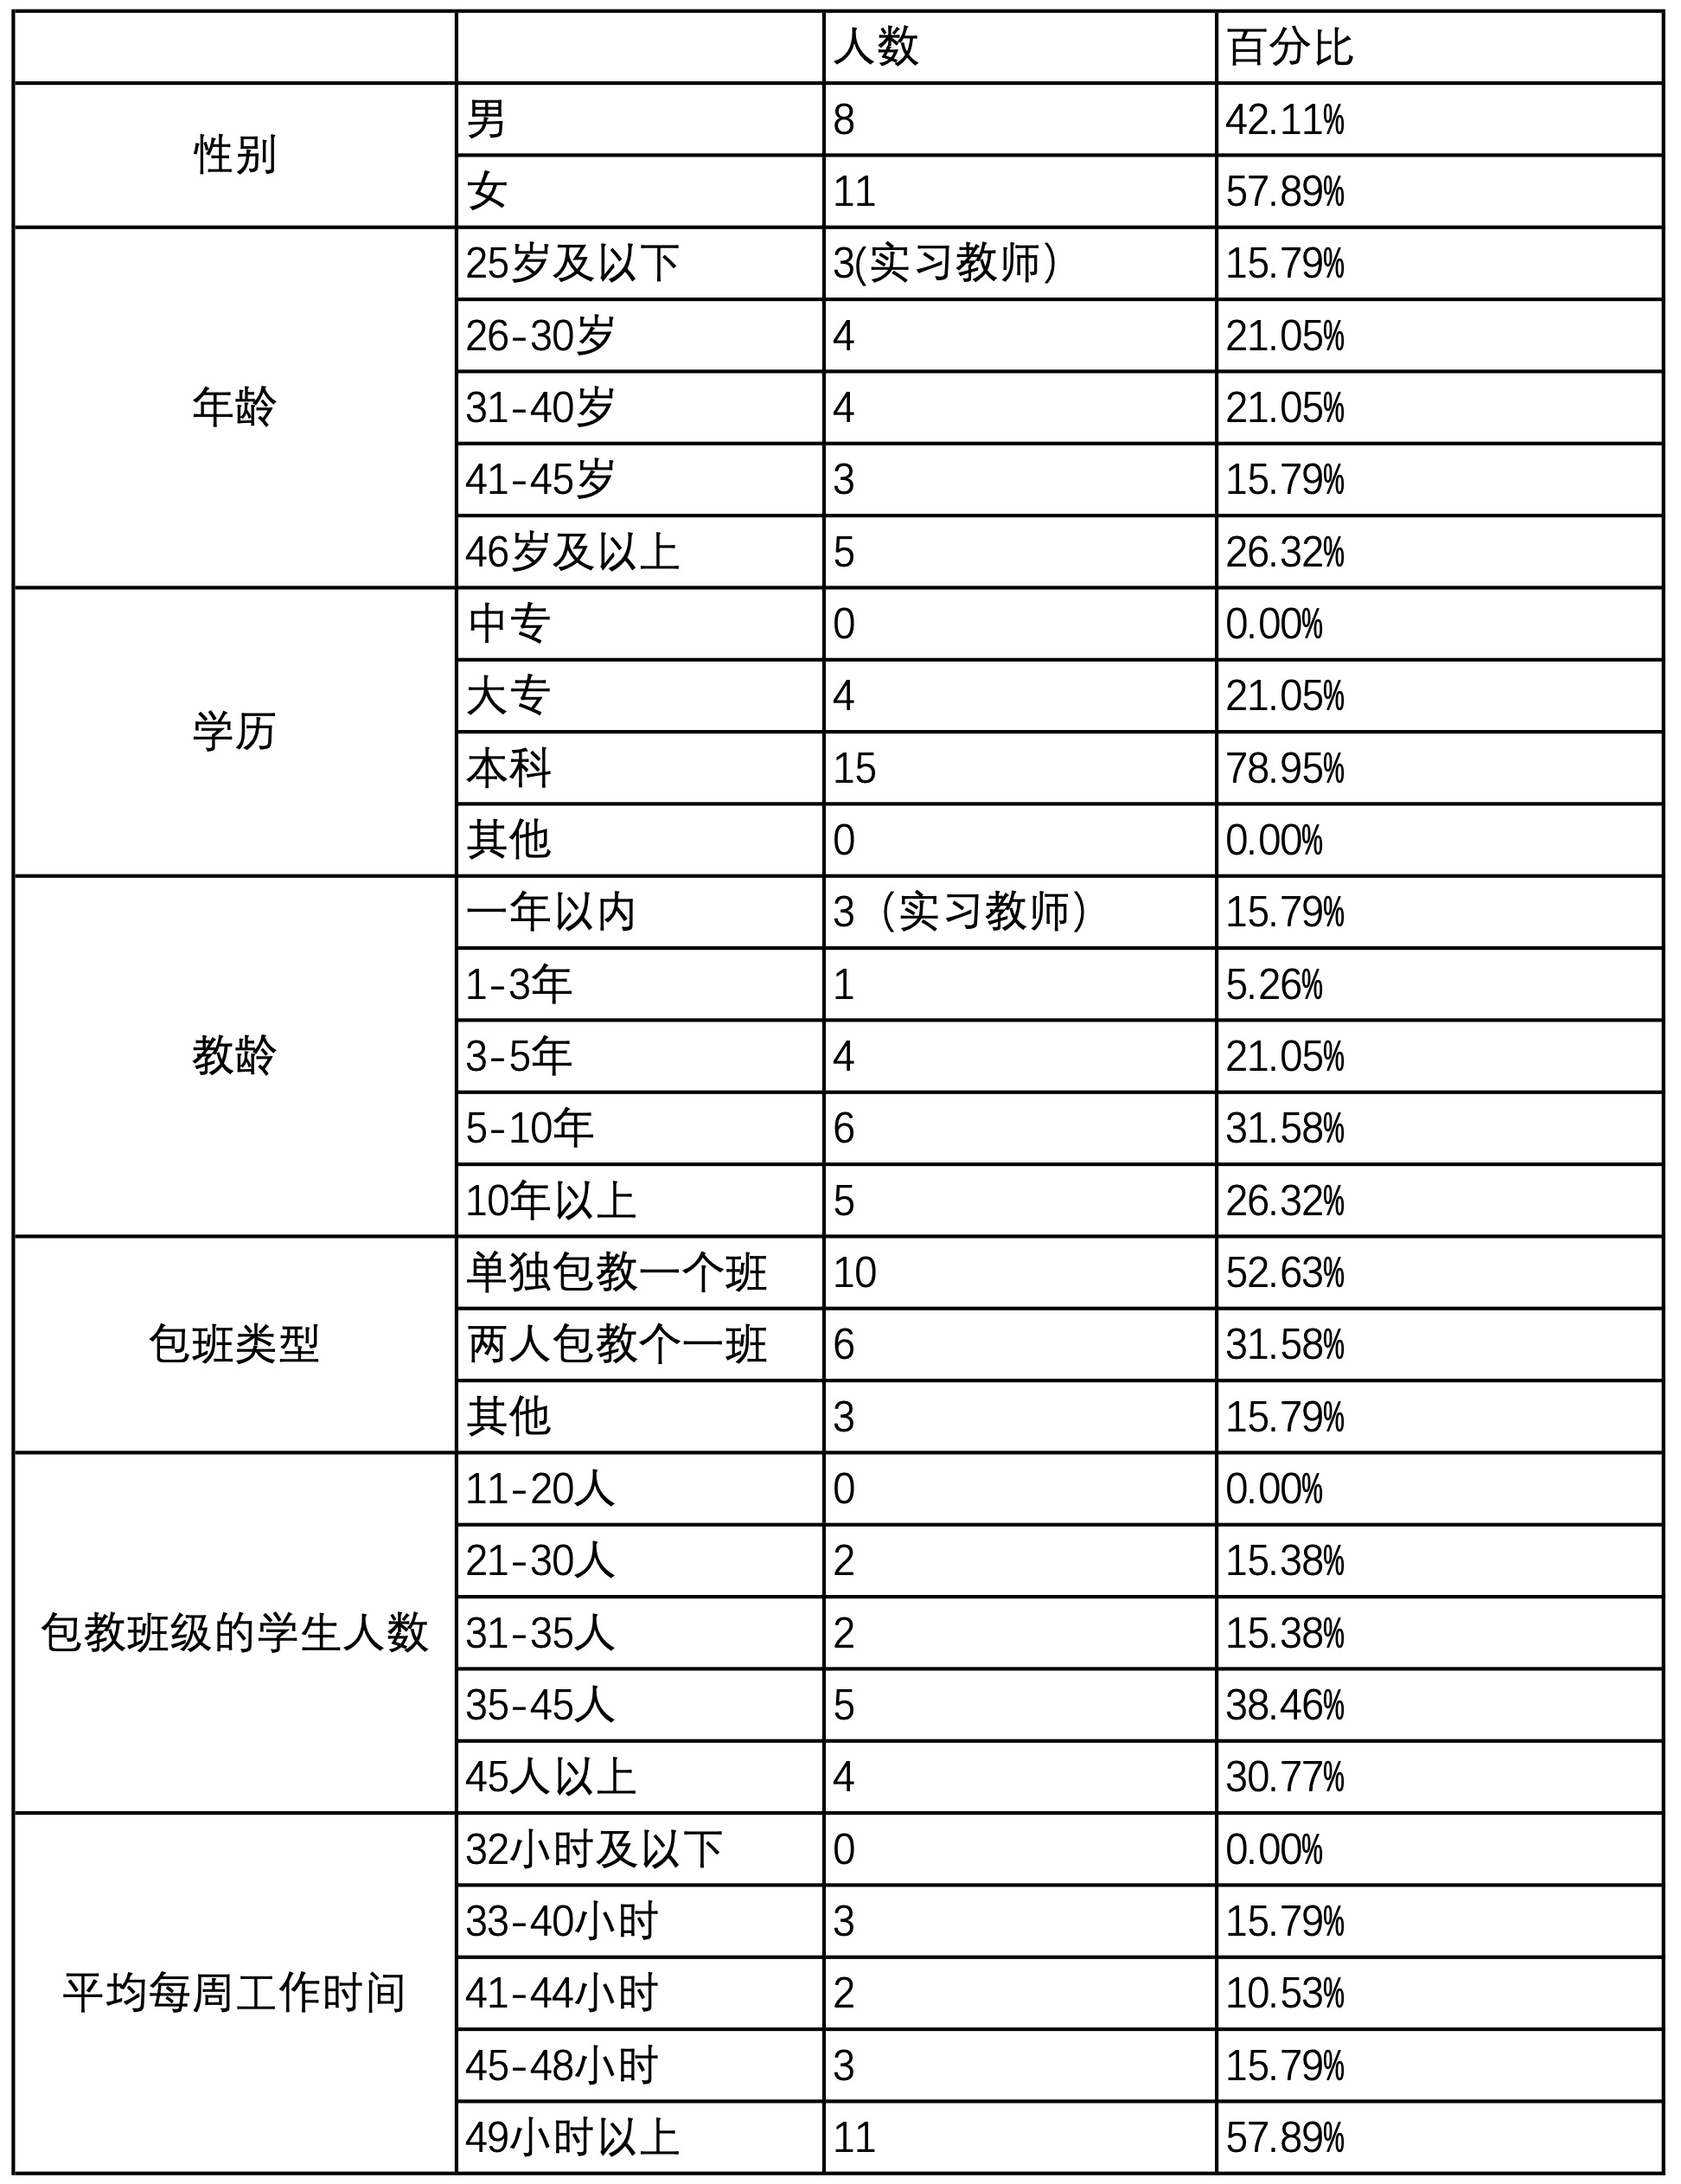 人数 百分比
性别 男 8 42.11%
女 11 57.89%
年龄 25岁及以下 3(实习教师） 15.79%
26-30岁 4 21.05%
31-40岁 4 21.05%
41-45岁 3 15.79%
46岁及以上 5 26.32%
学历 中专 0 0.00%
大专 4 21.05%
本科 15 78.95%
其他 0 0.00%
教龄 一年以内 3（实习教师） 15.79%
1-3年 1 5.26%
3-5年 4 21.05%
5-10年 6 31.58%
10年以上 5 26.32%
包班类型 单独包教一个班 10 52.63%
两人包教个一班 6 31.58%
其他 3 15.79%
包教班级的学生人数 11-20人 0 0.00%
21-30人 2 15.38%
31-35人 2 15.38%
35-45人 5 38.46%
45人以上 4 30.77%
平均每周工作时间 32小时及以下 0 0.00%
33-40小时 3 15.79%
41-44小时 2 10.53%
45-48小时 3 15.79%
49小时以上 11 57.89%